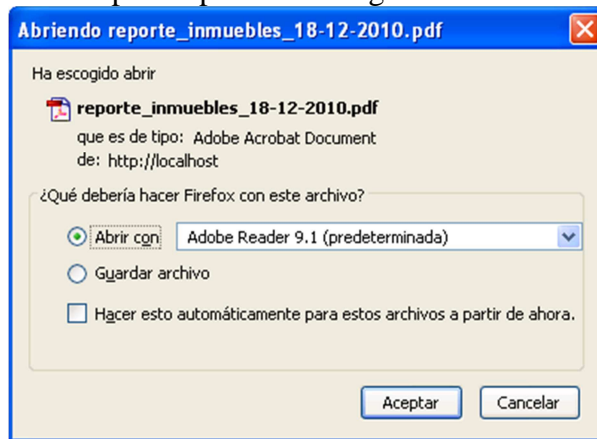 Abriendo reporte_inmuebles_18-12-2010.pdf
Ha escogido abrir
reporte_inmuebles_18-12-2010.pdf
que es de tipo: Adobe Acrobat Document
de: http://localhost
¿Qué debería hacer Firefox con este archivo?
Abrir con Adobe Reader 9.1 (predeterminada)
Guardar archivo
Hacer esto automáticamente para estos archivos a partir de ahora.
Aceptar Cancelar